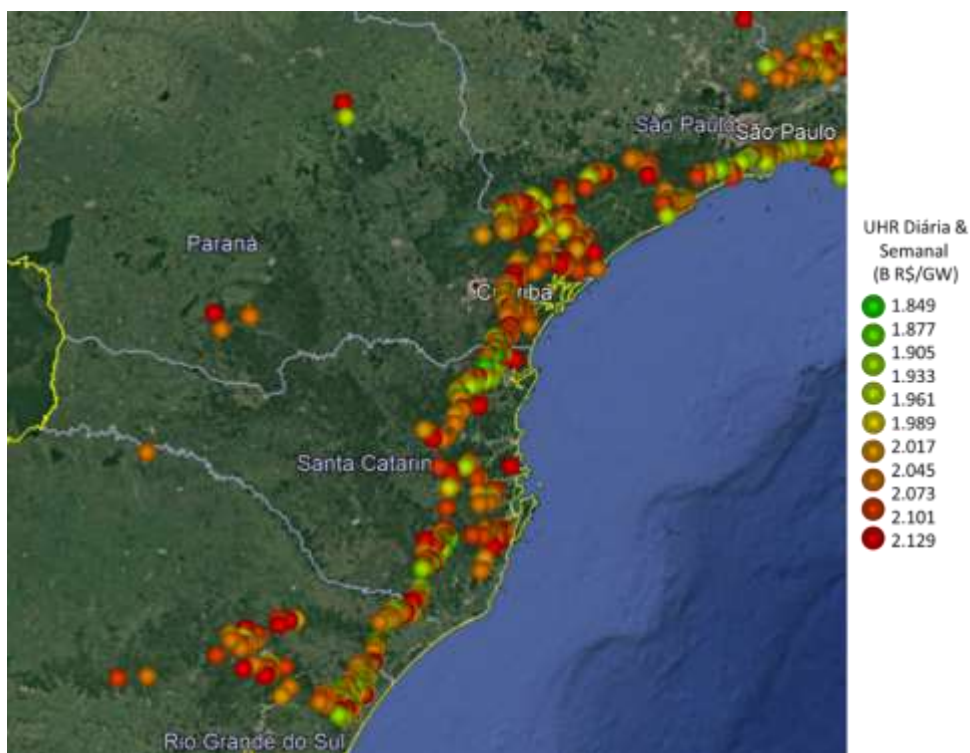 São Paulo
São Paulo
Paraná
Curitiba
Santa Catarin
Rio Grande do Sul
UHR Diária &
Semanal
(B R$/GW)
1.849
1.877
1.905
1.933
1.961
1.989
2.017
2.045
2.073
2.101
2.129